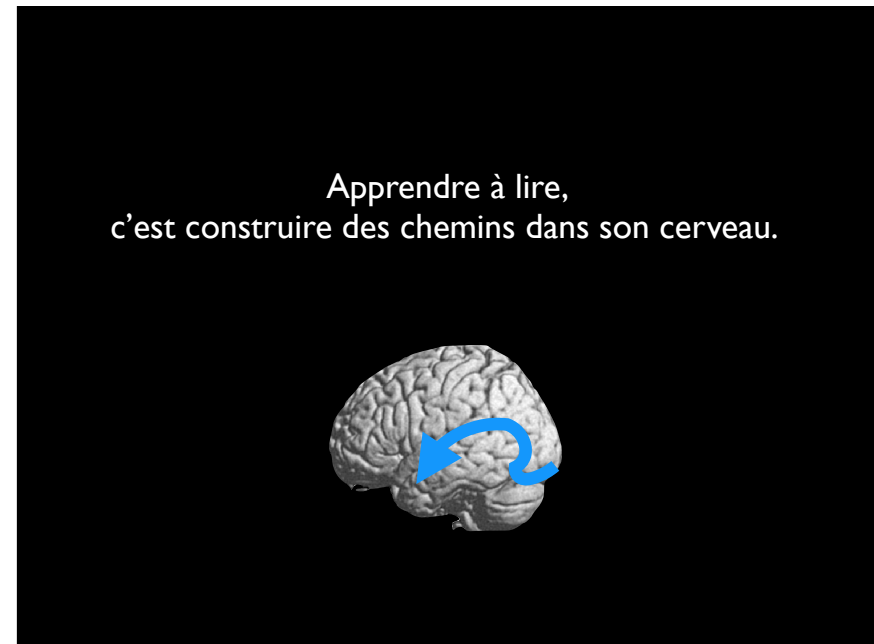 Apprendre à lire,
c’est construire des chemins dans son cerveau.